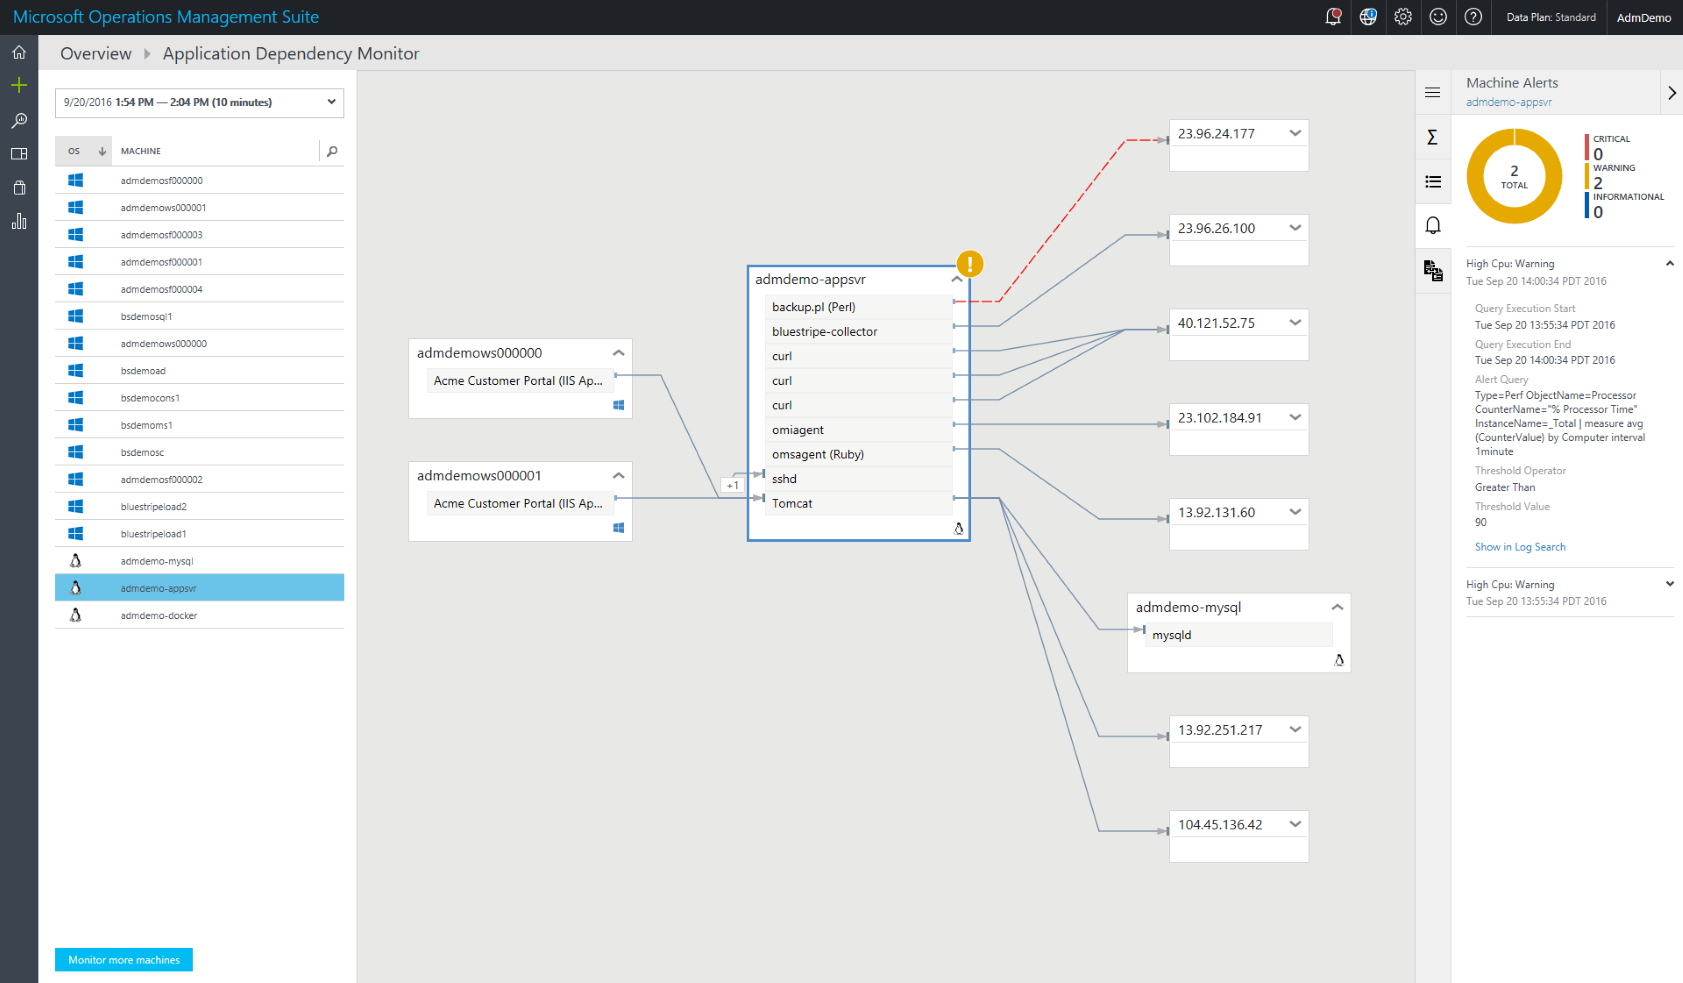 Microsoft Operations Management Suite
Data Plan: Standard
AdmDemo
Overview
Application Dependency Monitor
9/20/2016 1:54 PM — 2:04 PM (10 minutes)
OS
MACHINE
admdemosf000000
admdemows000001
admdemosf000003
admdemosf000001
admdemosf000004
bsdemosql1
admdemows000000
bsdemoad
bsdemocons1
bsdemoms1
bsdemosc
admdemosf000002
bluestripeload2
bluestripeload1
admdemo-mysql
admdemo-appsvr
admdemo-docker
Monitor more machines
admdemows000000
Acme Customer Portal (IIS Ap...
admdemows000001
Acme Customer Portal (IIS Ap...
+1
admdemo-appsvr
!
backup.pl (Perl)
bluestripe-collector
curl
curl
curl
omiagent
omsagent (Ruby)
sshd
Tomcat
23.96.24.177
23.96.26.100
40.121.52.75
23.102.184.91
13.92.131.60
admdemo-mysql
mysqld
13.92.251.217
104.45.136.42
Machine Alerts
admdemo-appsvr
2
TOTAL
CRITICAL
0
WARNING
2
INFORMATIONAL
0
High Cpu: Warning
Tue Sep 20 14:00:34 PDT 2016
Query Execution Start
Tue Sep 20 13:55:34 PDT 2016
Query Execution End
Tue Sep 20 14:00:34 PDT 2016
Alert Query
Type=Perf ObjectName=Processor
CounterName="% Processor Time"
InstanceName=_Total | measure avg
(CounterValue) by Computer interval
1minute
Threshold Operator
Greater Than
Threshold Value
90
Show in Log Search
High Cpu: Warning
Tue Sep 20 13:55:34 PDT 2016